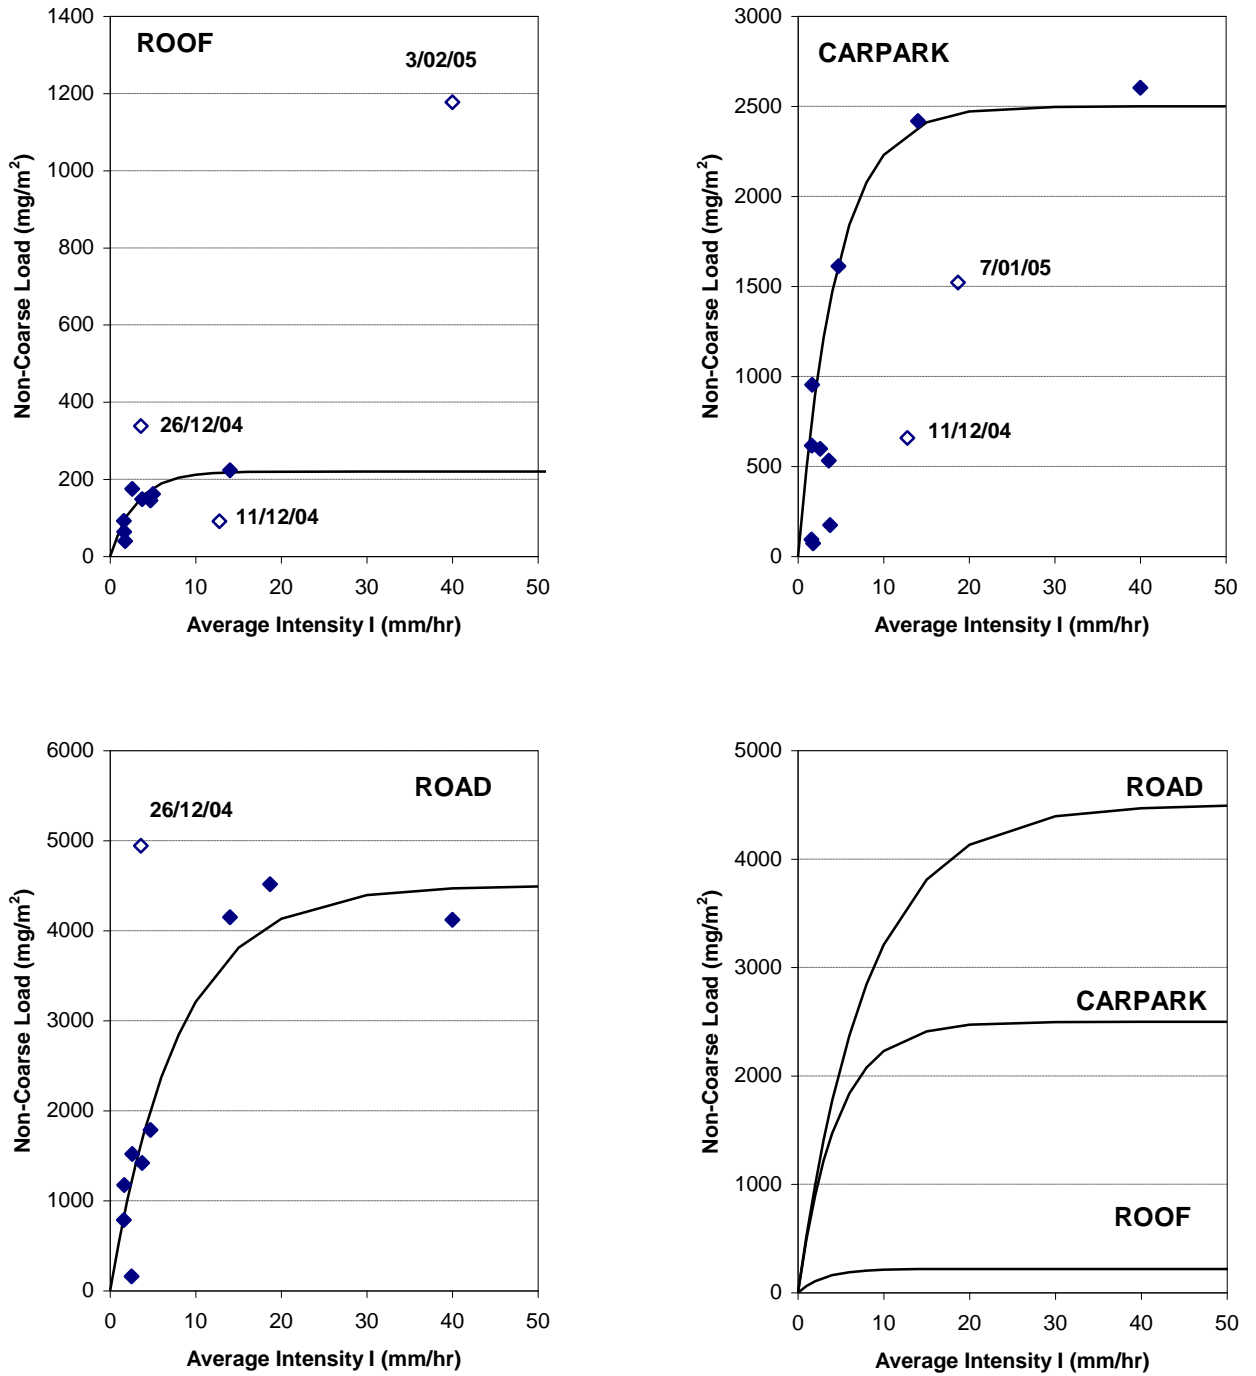 ROOF
1400
1200
1000
800
600
400
200
0
Non-Coarse Load (mg/m²)
3/02/05
26/12/04
11/12/04
0 10 20 30 40 50
Average Intensity I (mm/hr)
CARPARK
3000
2500
2000
1500
1000
500
0
Non-Coarse Load (mg/m²)
7/01/05
11/12/04
0 10 20 30 40 50
Average Intensity I (mm/hr)
ROAD
6000
5000
4000
3000
2000
1000
0
Non-Coarse Load (mg/m²)
26/12/04
0 10 20 30 40 50
Average Intensity I (mm/hr)
5000
4000
3000
2000
1000
0
Non-Coarse Load (mg/m²)
ROAD
CARPARK
ROOF
0 10 20 30 40 50
Average Intensity I (mm/hr)